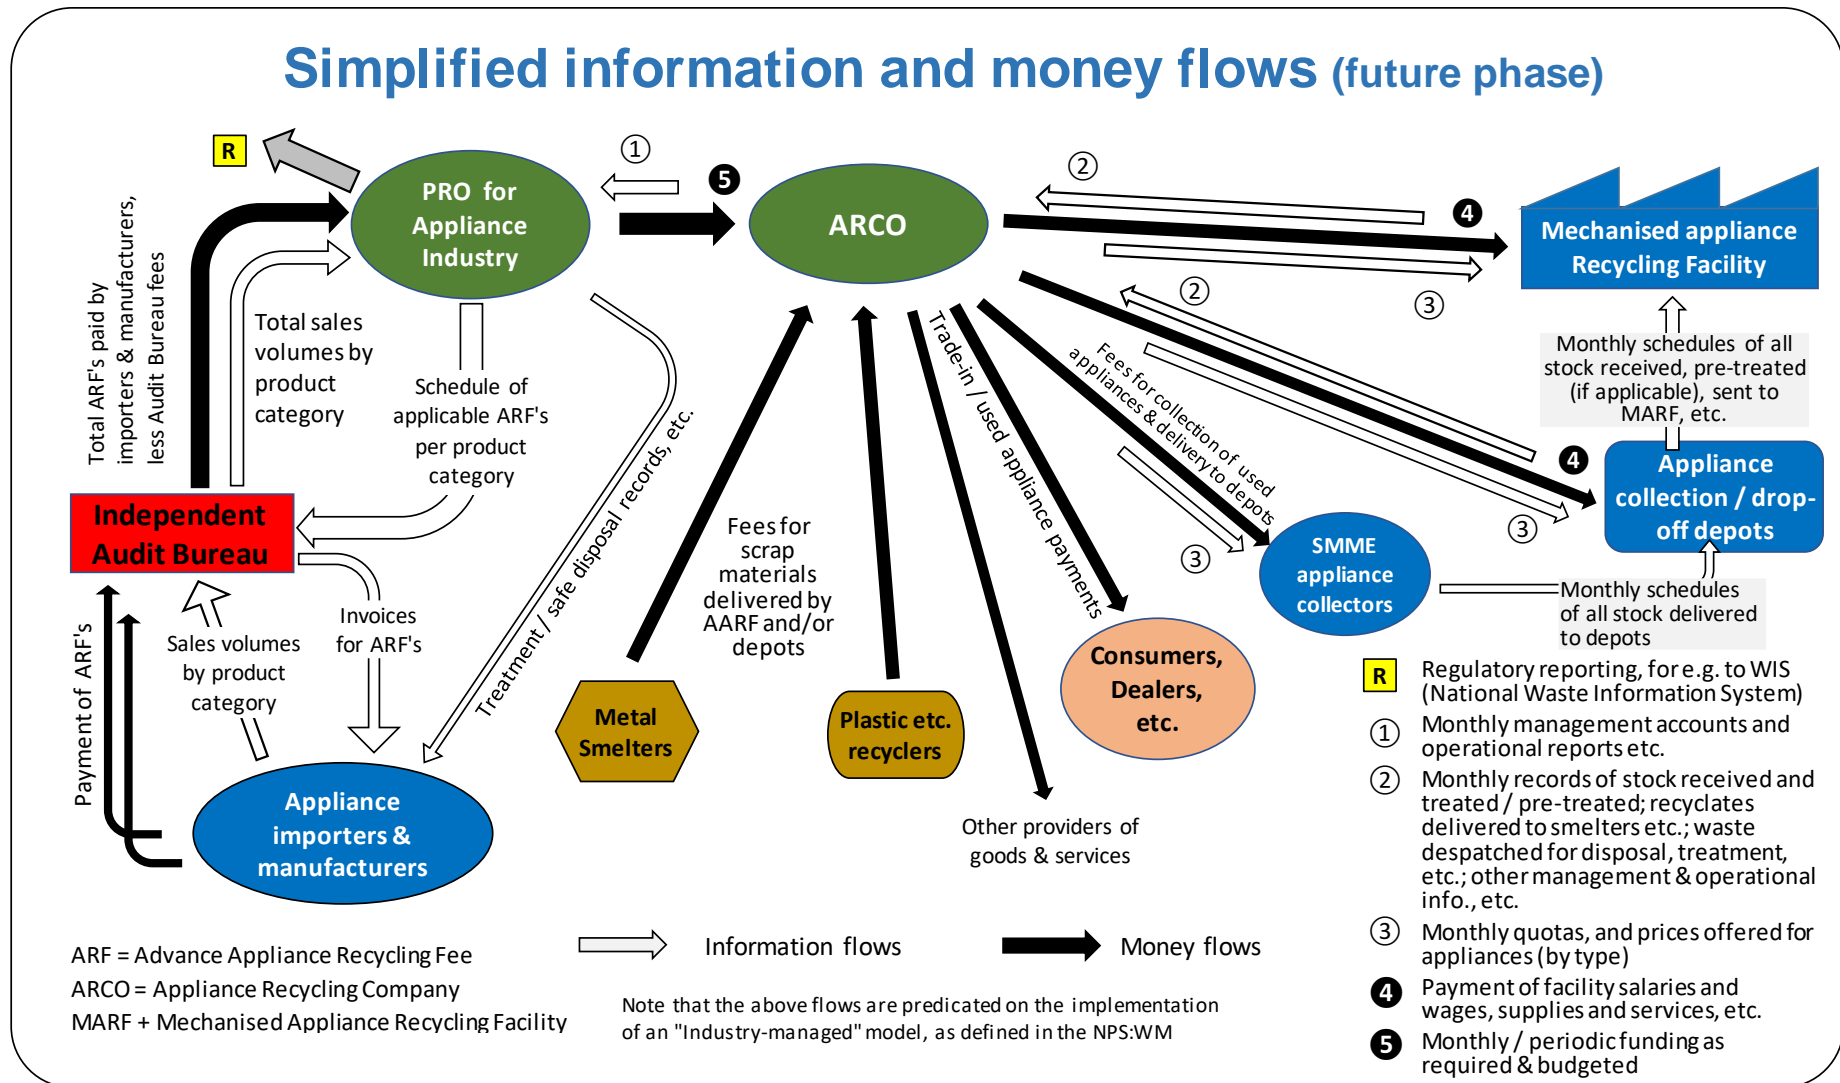 Simplified information and money flows (future phase)
R
PRO for
Appliance
Industry
1
5
ARCO
2
4
Mechanised appliance
Recycling Facility
3
2
Total ARF's paid by
importers & manufacturers,
less Audit Bureau fees
Total sales
volumes by
product
category
Schedule of
applicable ARF's
per product
category
Treatment / safe disposal records, etc.
Trade-in / used appliance payments
Fees for collection of used
appliances & delivery to depots
Monthly schedules of all
stock received, pre-treated
(if applicable), sent to
MARF, etc.
4
Appliance
collection / drop-
off depots
3
3
Independent
Audit Bureau
Fees for
scrap
materials
delivered by
AARF and/or
depots
SMME
appliance
collectors
Monthly schedules
of all stock delivered
to depots
Payment of ARF's
Sales volumes
by product
category
Invoices
for ARF's
Metal
Smelters
Plastic etc.
recyclers
Consumers,
Dealers,
etc.
Appliance
importers &
manufacturers
Other providers of
goods & services
R
Regulatory reporting, for e.g. to WIS
(National Waste Information System)
1
Monthly management accounts and
operational reports etc.
2
Monthly records of stock received and
treated / pre-treated; recyclates
delivered to smelters etc.; waste
despatched for disposal, treatment,
etc.; other management & operational
info., etc.
3
Monthly quotas, and prices offered for
appliances (by type)
4
Payment of facility salaries and
wages, supplies and services, etc.
5
Monthly / periodic funding as
required & budgeted
ARF = Advance Appliance Recycling Fee
ARCO = Appliance Recycling Company
MARF + Mechanised Appliance Recycling Facility
Information flows
Money flows
Note that the above flows are predicated on the implementation
of an "Industry-managed" model, as defined in the NPS:WM